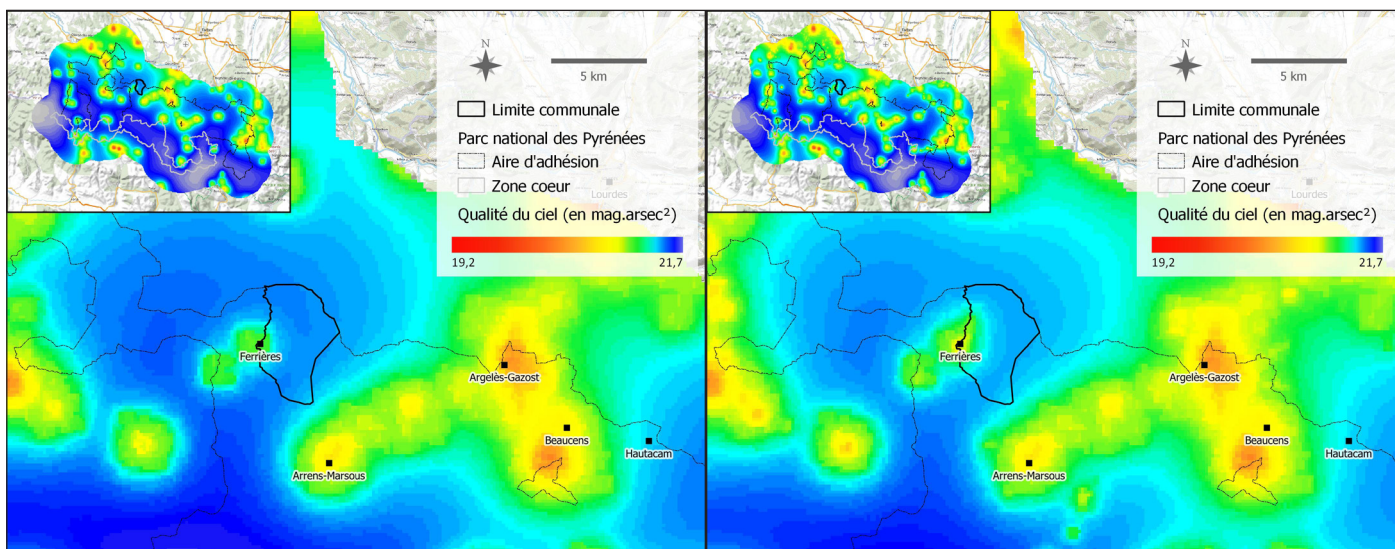 N
5 km
Limite communale
Parc national des Pyrénées
Aire d'adhésion
Zone coeur
Lourdes
Qualité du ciel (en mag.arsec²)
19,2
21,7
Ferrières
Argelès-Gazost
Beaucens
Hautacam
Arrens-Marsous
N
5 km
Limite communale
Parc national des Pyrénées
Aire d'adhésion
Zone coeur
Lourdes
Qualité du ciel (en mag.arsec²)
19,2
21,7
Ferrières
Argelès-Gazost
Beaucens
Hautacam
Arrens-Marsous